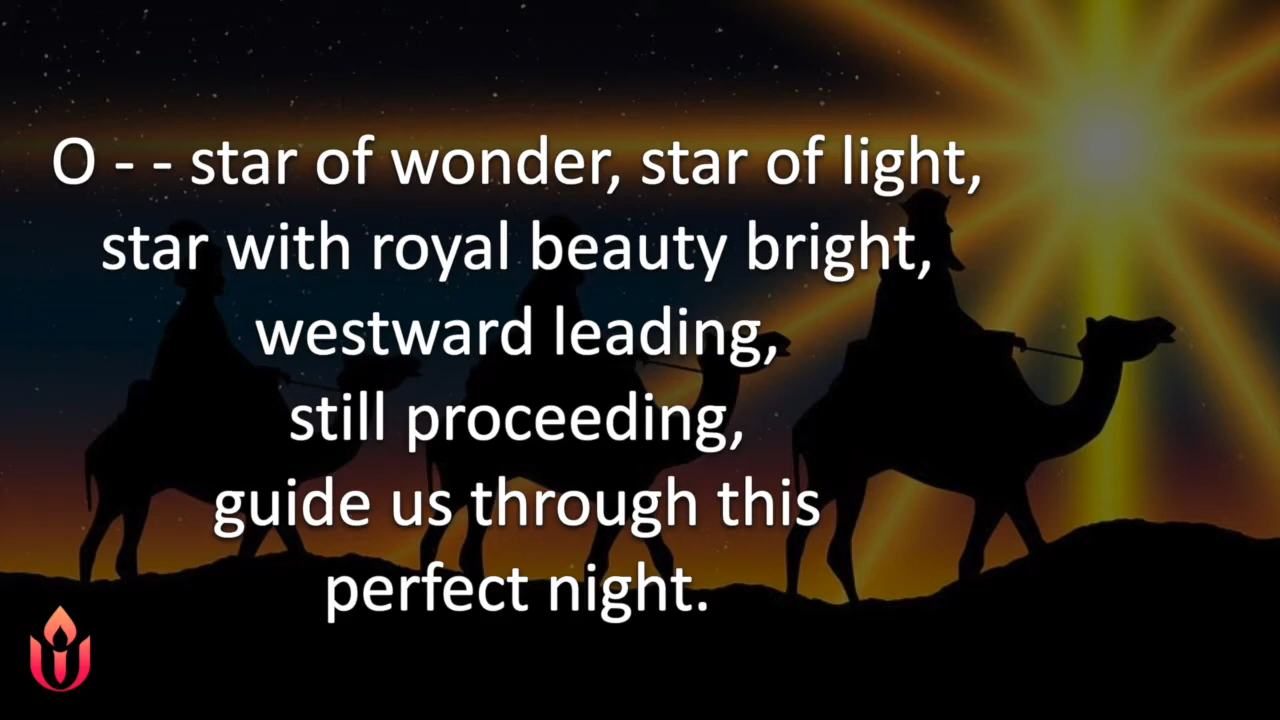 O - - star of wonder, star of light,
star with royal beauty bright,
westward leading,
still proceeding,
guide us through this
perfect night.